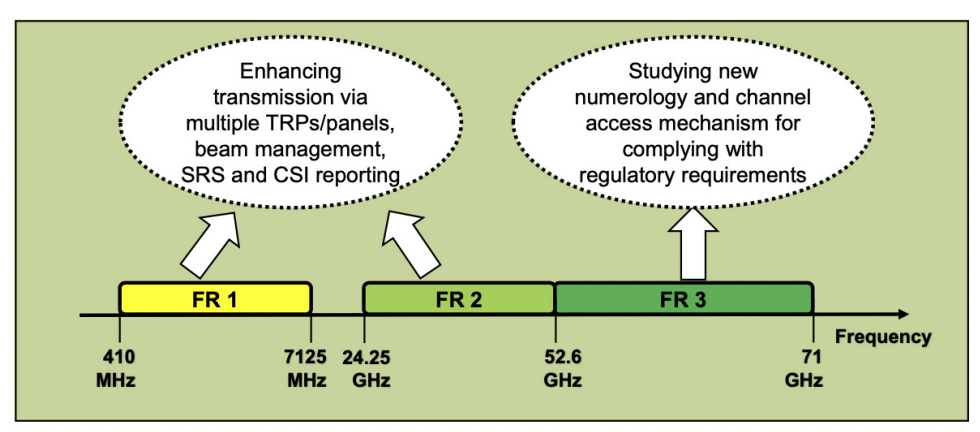 Enhancing
transmission via
multiple TRPs/panels,
beam management,
SRS and CSI reporting
Studying new
numerology and channel
access mechanism for
complying with
regulatory requirements
FR 1
FR 2
FR 3
Frequency
410
MHz
7125
MHz
24.25
GHz
52.6
GHz
71
GHz